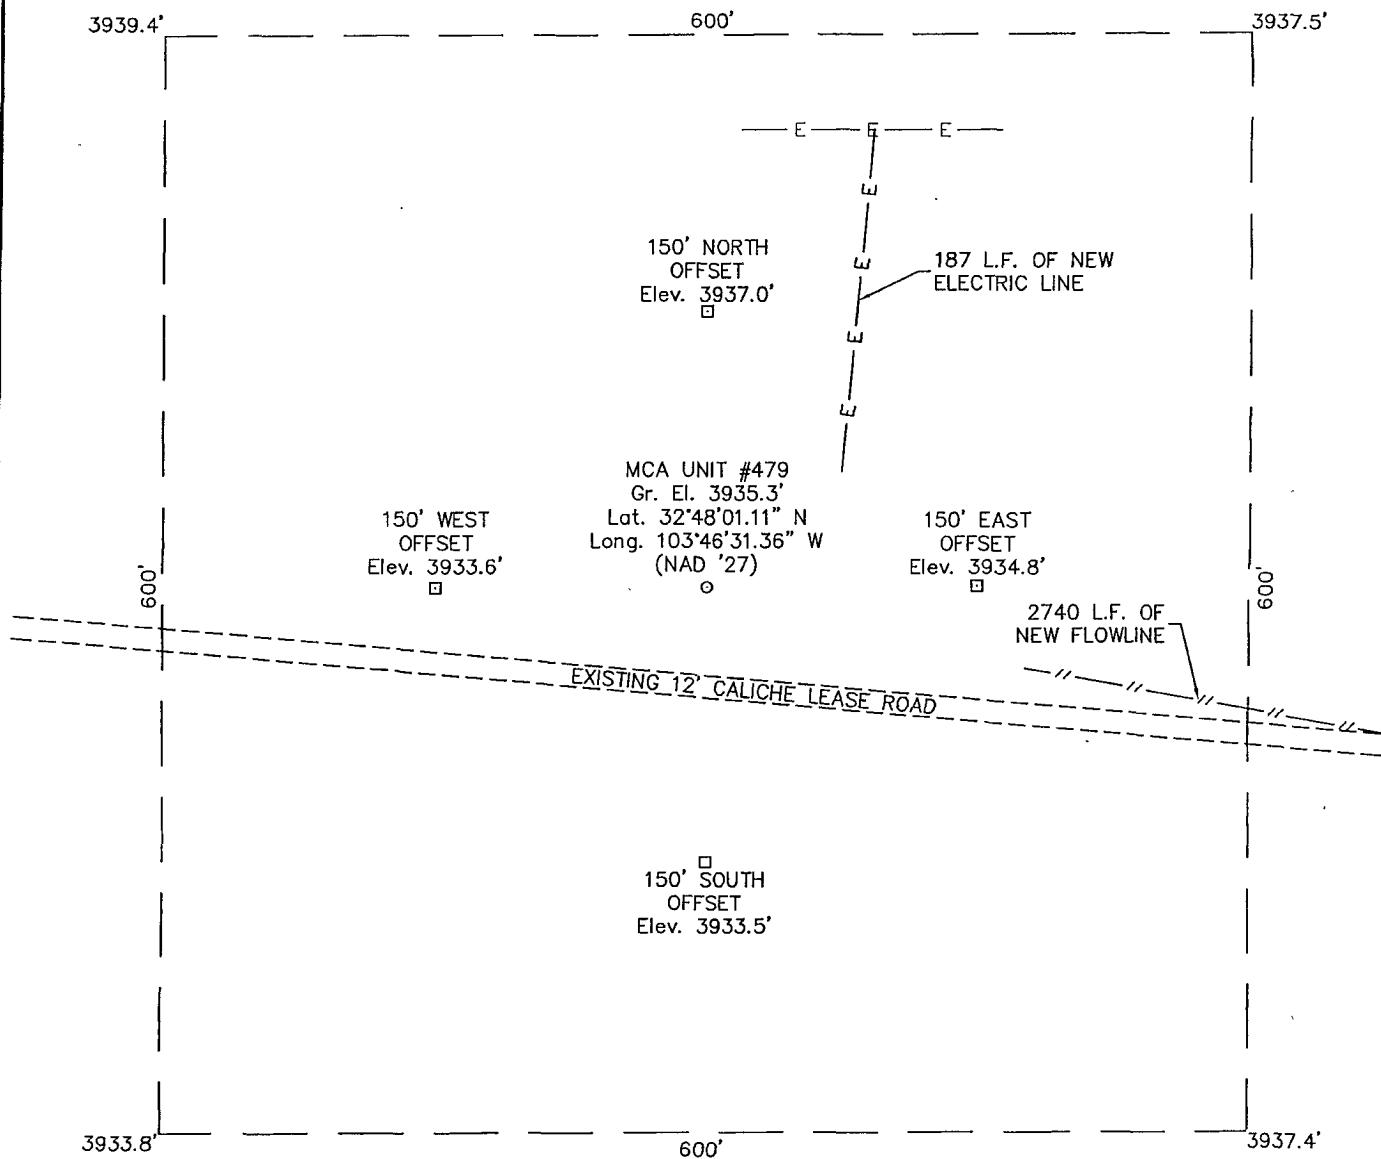 3939.4'
600'
3937.5'
E E E
E
E
E
E
150' NORTH
OFFSET
Elev. 3937.0'
187 L.F. OF NEW
ELECTRIC LINE
MCA UNIT #479
Gr. El. 3935.3'
Lat. 32°48'01.11" N
Long. 103°46'31.36" W
(NAD '27)
150' WEST
OFFSET
Elev. 3933.6'
150' EAST
OFFSET
Elev. 3934.8'
600'
600'
2740 L.F. OF
NEW FLOWLINE
EXISTING 12' CALICHE LEASE ROAD
150' SOUTH
OFFSET
Elev. 3933.5'
3933.8'
600'
3937.4'